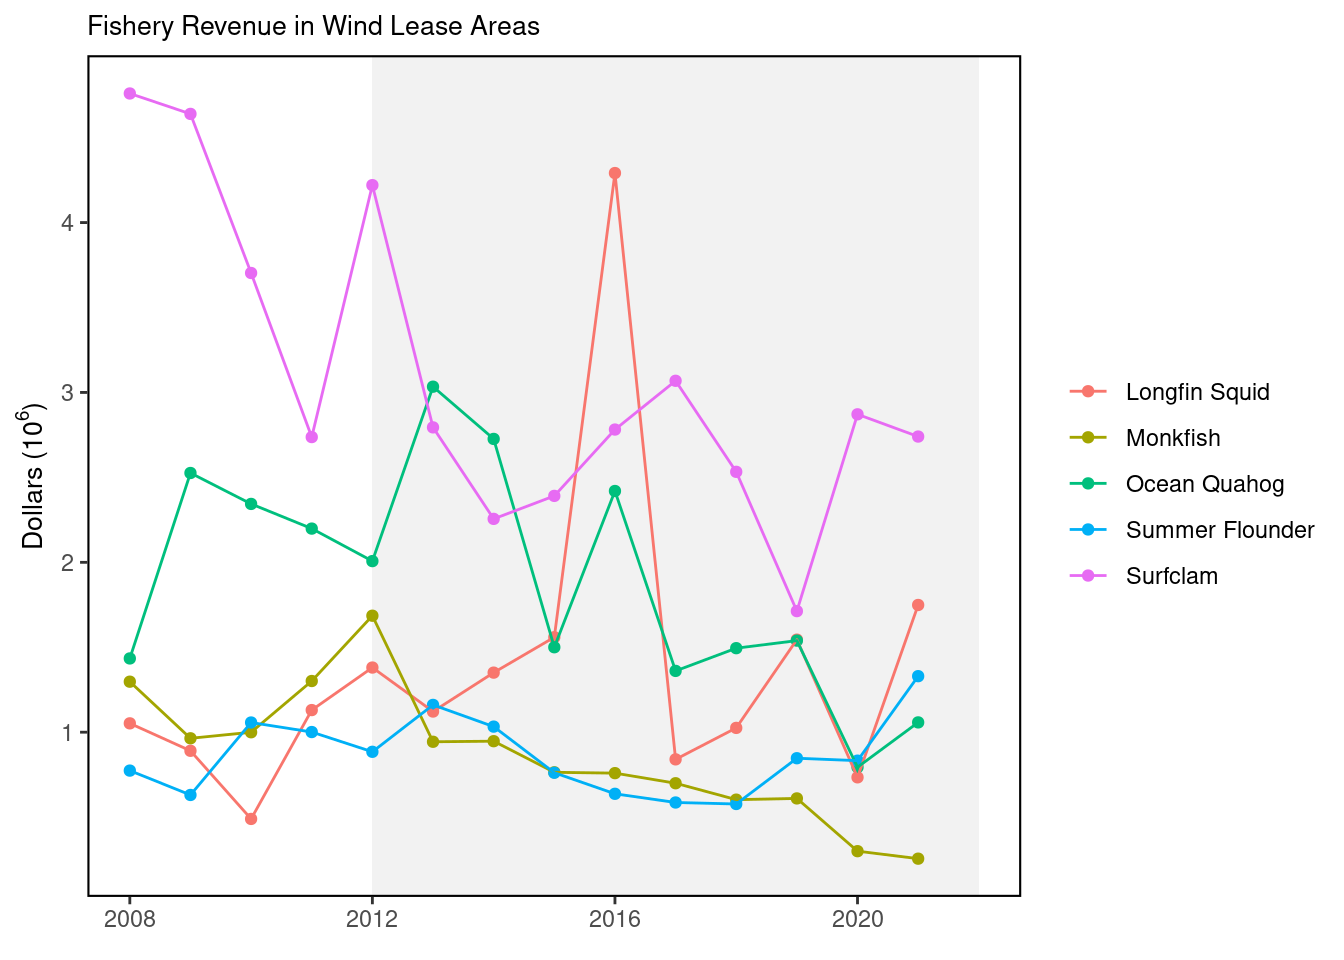 Fishery Revenue in Wind Lease Areas
Dollars (10⁶)
4
3
2
1
2008 2012 2016 2020
Longfin Squid
Monkfish
Ocean Quahog
Summer Flounder
Surfclam